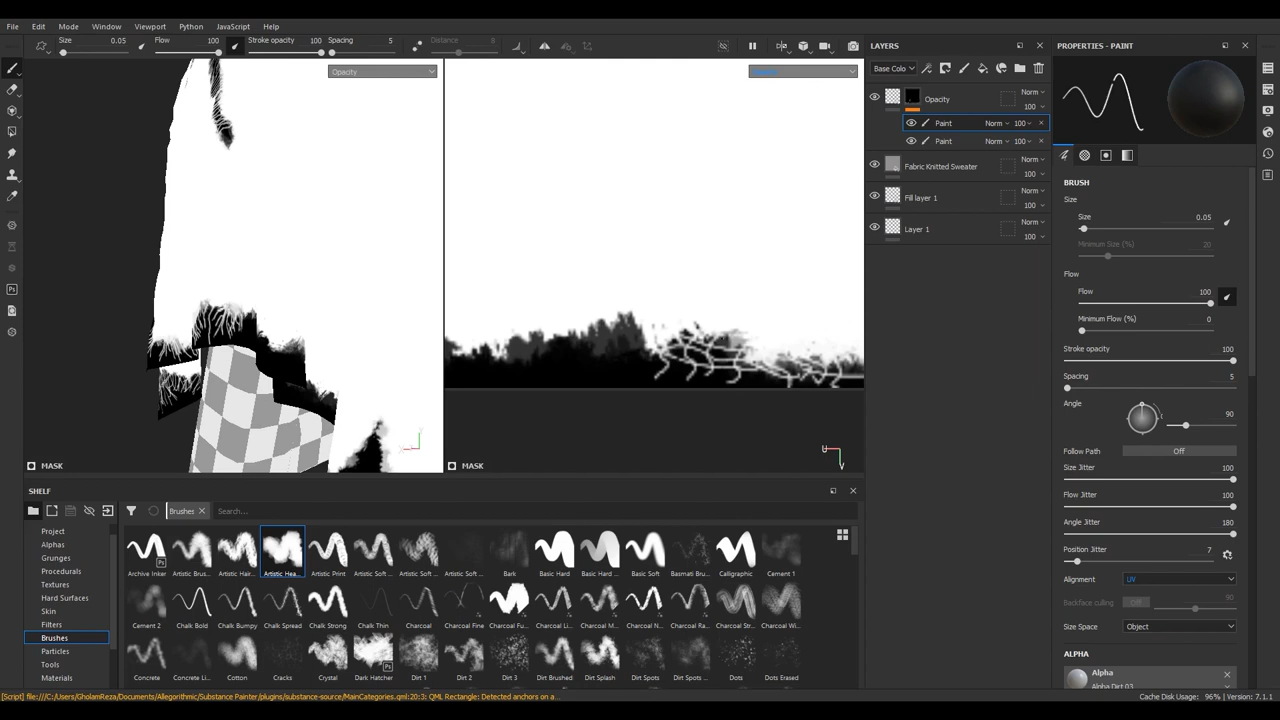 File Edit Mode Window Viewport Python JavaScript Help
Size 0.05 Flow 100 Stroke opacity 100 Spacing 5 Distance 8
Opacity
MASK
MASK
LAYERS
Base Colo
Opacity Norm 100
Paint Norm 100
Paint Norm 100
Fabric Knitted Sweater Norm 100
Fill layer 1 Norm 100
Layer 1 Norm 100
PROPERTIES - PAINT
BRUSH
Size
Size 0.05
Minimum Size (%) 20
Flow
Flow 100
Minimum Flow (%) 0
Stroke opacity 100
Spacing 5
Angle 90
Follow Path Off
Size Jitter 100
Flow Jitter 100
Angle Jitter 180
Position Jitter 7
Alignment UV
Backface culling Off 90
Size Space Object
ALPHA
Alpha
Alpha Dirt 03
SHELF
Brushes Search...
Project
Alphas
Grunges
Procedurals
Textures
Hard Surfaces
Skin
Filters
Brushes
Particles
Tools
Materials
Archive Inker Artistic Brus... Artistic Hair... Artistic Hea... Artistic Print Artistic Soft ... Artistic Soft ... Artistic Soft ... Bark Basic Hard Basic Hard ... Basic Soft Basmati Bru... Calligraphic Cement 1
Cement 2 Chalk Bold Chalk Bumpy Chalk Spread Chalk Strong Chalk Thin Charcoal Charcoal Fine Charcoal Fu... Charcoal Li... Charcoal M... Charcoal N... Charcoal Ra... Charcoal Str... Charcoal Wi...
Concrete Concrete Li... Cotton Cracks Crystal Dark Hatcher Dirt 1 Dirt 2 Dirt 3 Dirt Brushed Dirt Splash Dirt Spots Dirt Spots ... Dots Dots Erased
[Script] file:///C:/Users/GholamReza/Documents/Allegorithmic/Substance Painter/plugins/substance-source/MainCategories.qml:20:3: QML Rectangle: Detected anchors on a...
Cache Disk Usage: 96% | Version: 7.1.1